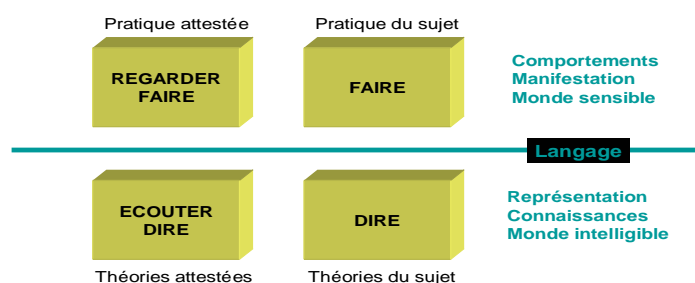 Pratique attestée
Pratique du sujet
REGARDER
FAIRE
FAIRE
Comportements
Manifestation
Monde sensible
Langage
ECOUTER
DIRE
DIRE
Représentation
Connaissances
Monde intelligible
Théories attestées
Théories du sujet